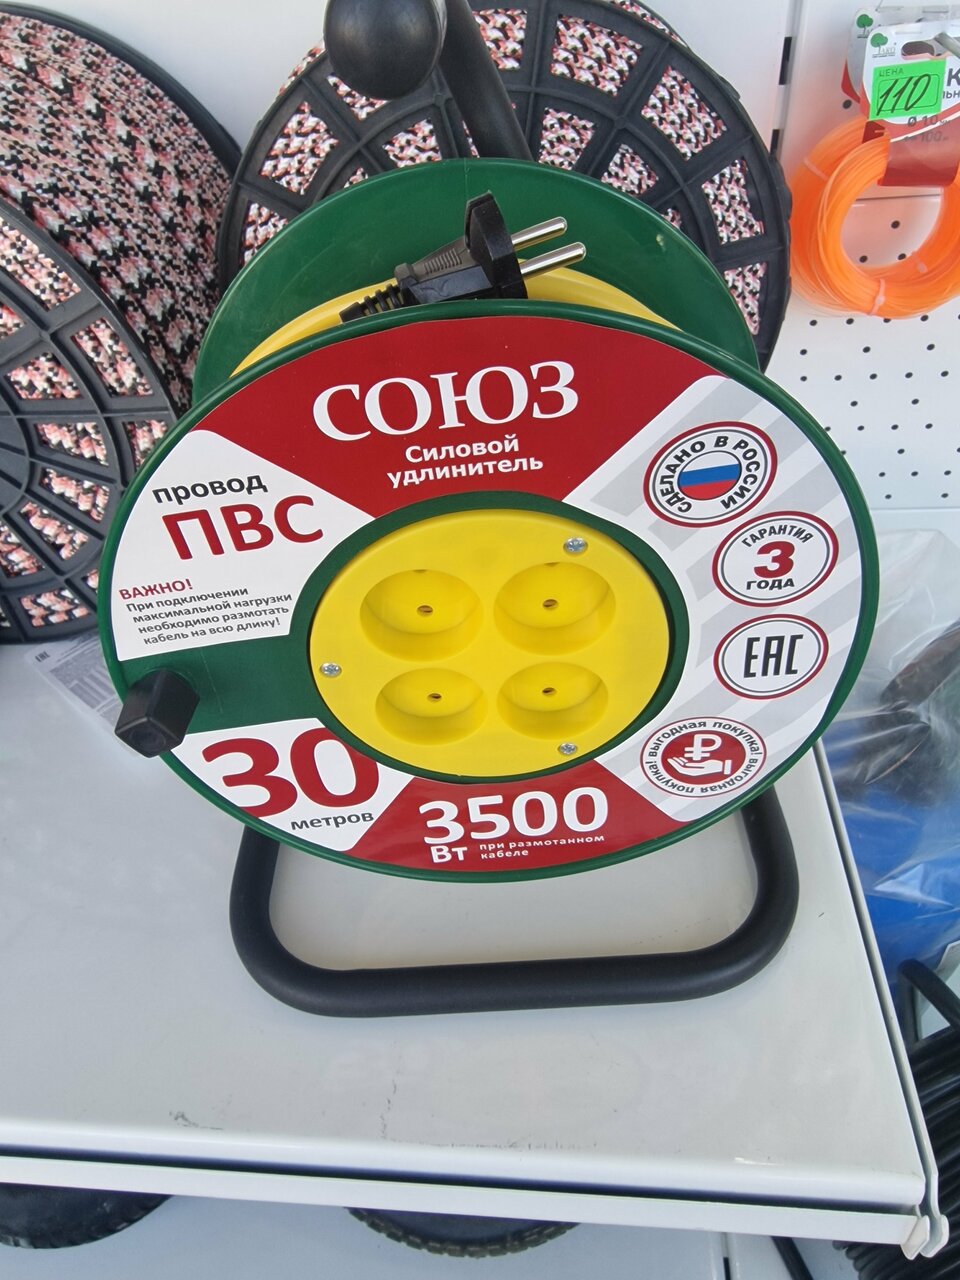 ЦЕНА
110
СОЮЗ
Силовой
удлинитель
провод
ПВС
ВАЖНО!
При подключении
максимальной нагрузки
необходимо размотать
кабель на всю длину!
СДЕЛАНО В РОССИИ
ГАРАНТИЯ
3
ГОДА
ЕАС
выгодная покупка! выгодная покупка!
30
метров
3500
Вт при размотанном
кабеле